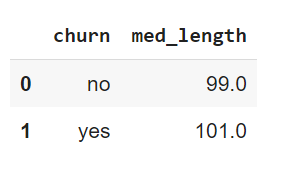 churn med_length
0 no 99.0
1 yes 101.0